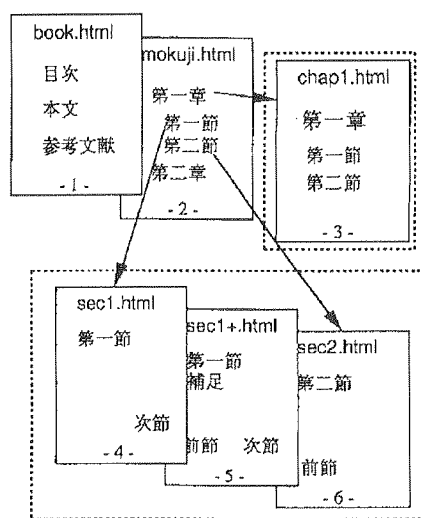 book.html
目次
本文
参考文献
- 1 -
mokuji.html
第一章
第一節
第二節
第二章
- 2 -
chap1.html
第一章
第一節
第二節
- 3 -
sec1.html
第一節
次節
- 4 -
sec1+.html
第一節
補足
前節 次節
- 5 -
sec2.html
第二節
前節
- 6 -